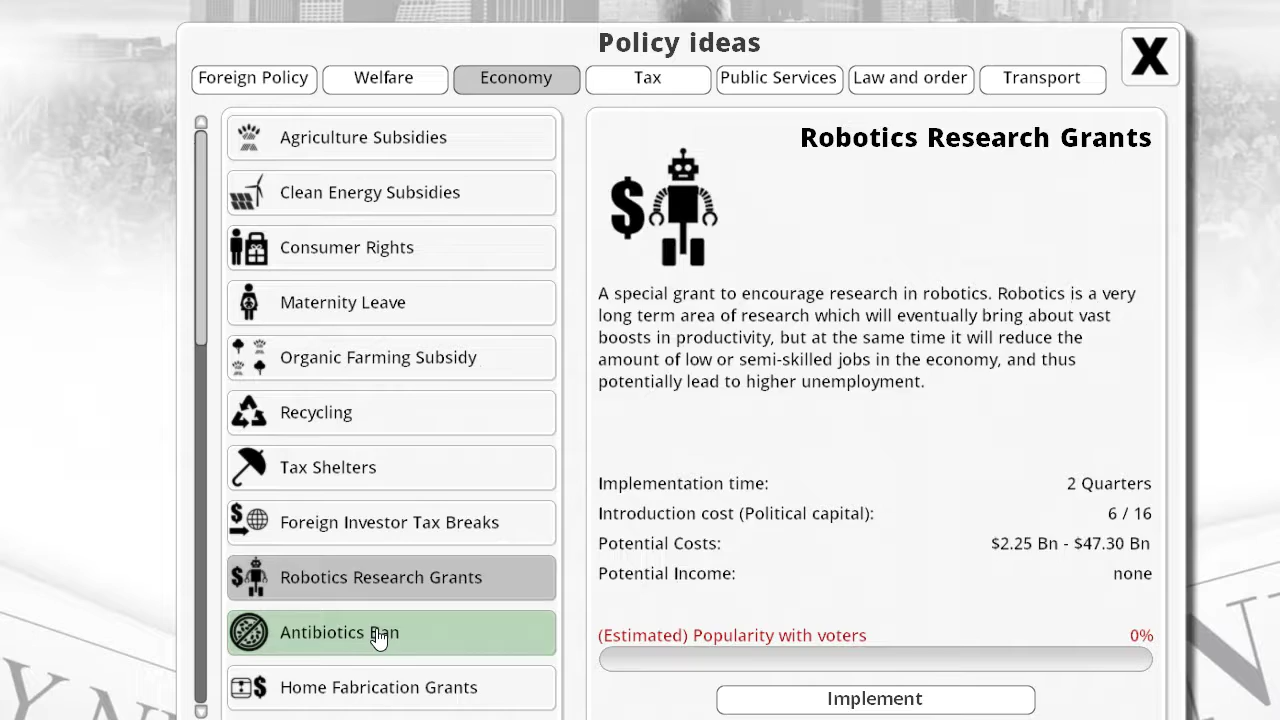 Policy ideas
X
Foreign Policy
Welfare
Economy
Tax
Public Services
Law and order
Transport
Agriculture Subsidies
Clean Energy Subsidies
Consumer Rights
Maternity Leave
Organic Farming Subsidy
Recycling
Tax Shelters
Foreign Investor Tax Breaks
Robotics Research Grants
Antibiotics Ban
Home Fabrication Grants
Robotics Research Grants
A special grant to encourage research in robotics. Robotics is a very
long term area of research which will eventually bring about vast
boosts in productivity, but at the same time it will reduce the
amount of low or semi-skilled jobs in the economy, and thus
potentially lead to higher unemployment.
Implementation time: 2 Quarters
Introduction cost (Political capital): 6 / 16
Potential Costs: $2.25 Bn - $47.30 Bn
Potential Income: none
(Estimated) Popularity with voters 0%
Implement